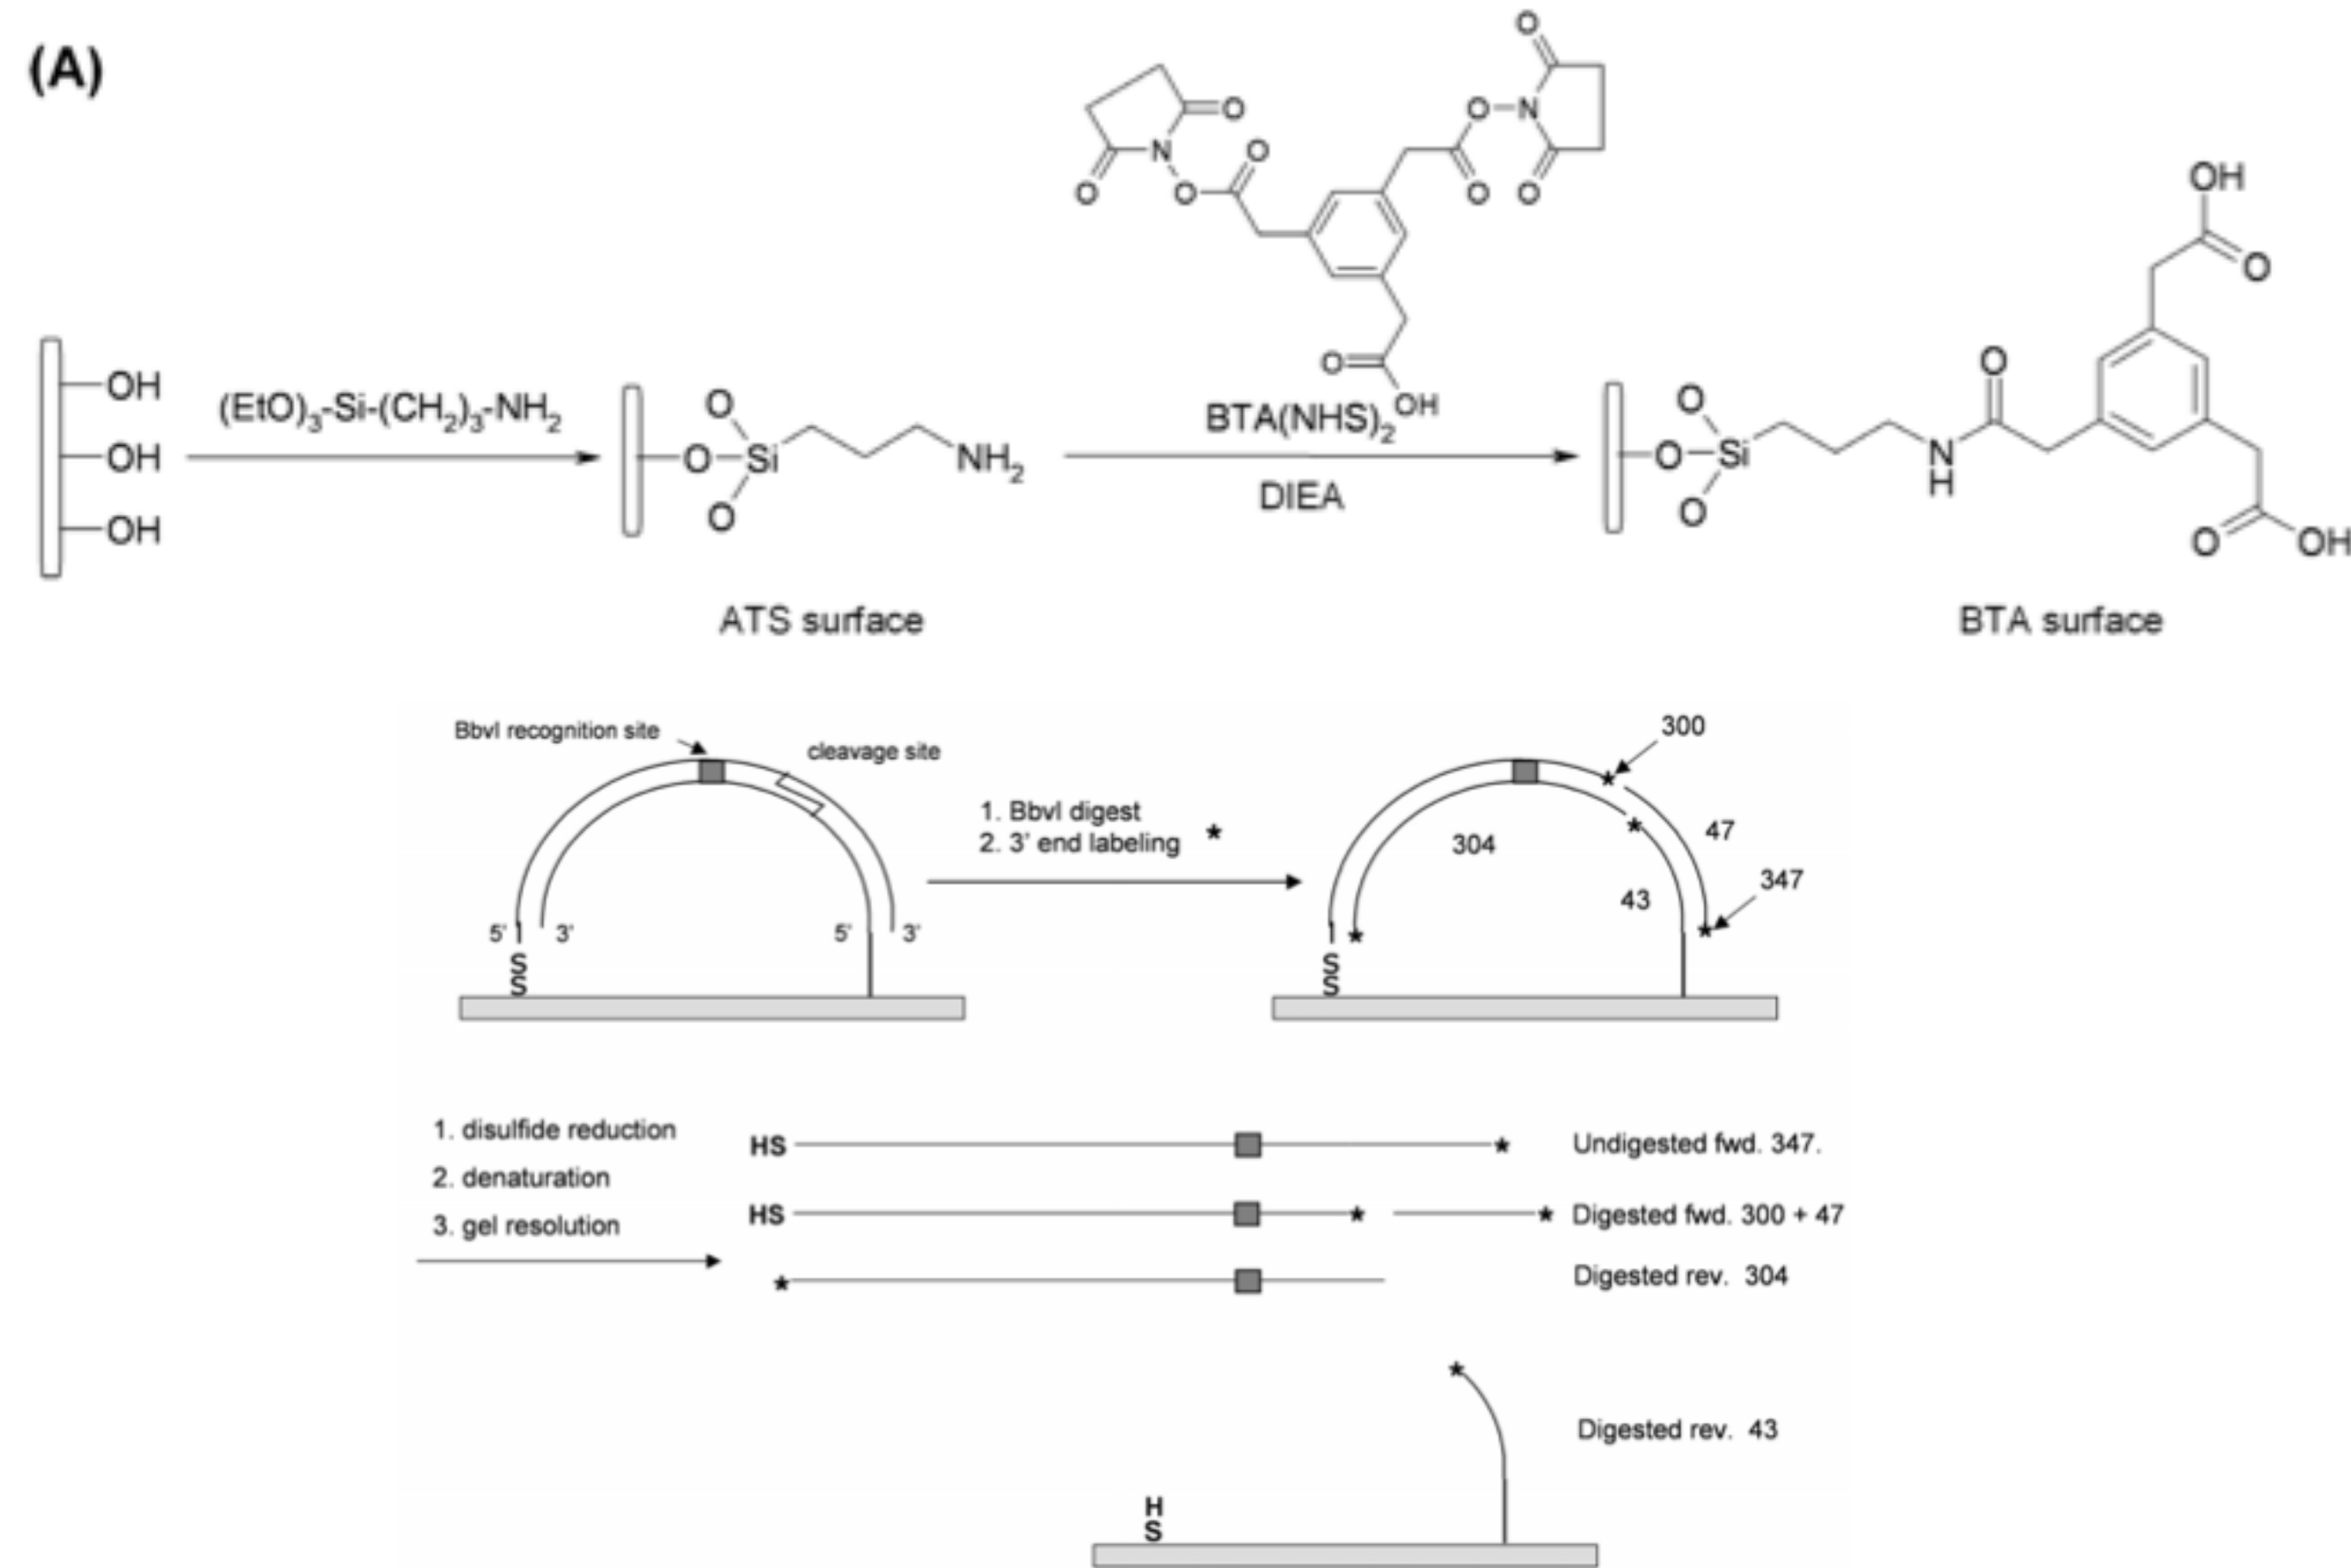 (A)
O
O
N
O
O
O
O
O
N
O
O
O
OH
OH
OH
OH
(EtO)3-Si-(CH2)3-NH2
O
O
Si
O
NH2
BTA(NHS)2
DIEA
O
O
Si
O
N
H
O
OH
O
O
OH
ATS surface
BTA surface
BbvI recognition site
cleavage site
5'
3'
5'
3'
S
S
1. BbvI digest
2. 3' end labeling *
300
304
47
43
347
S
S
1. disulfide reduction
2. denaturation
3. gel resolution
HS * Undigested fwd. 347.
HS * * Digested fwd. 300 + 47
* Digested rev. 304
* Digested rev. 43
H
S